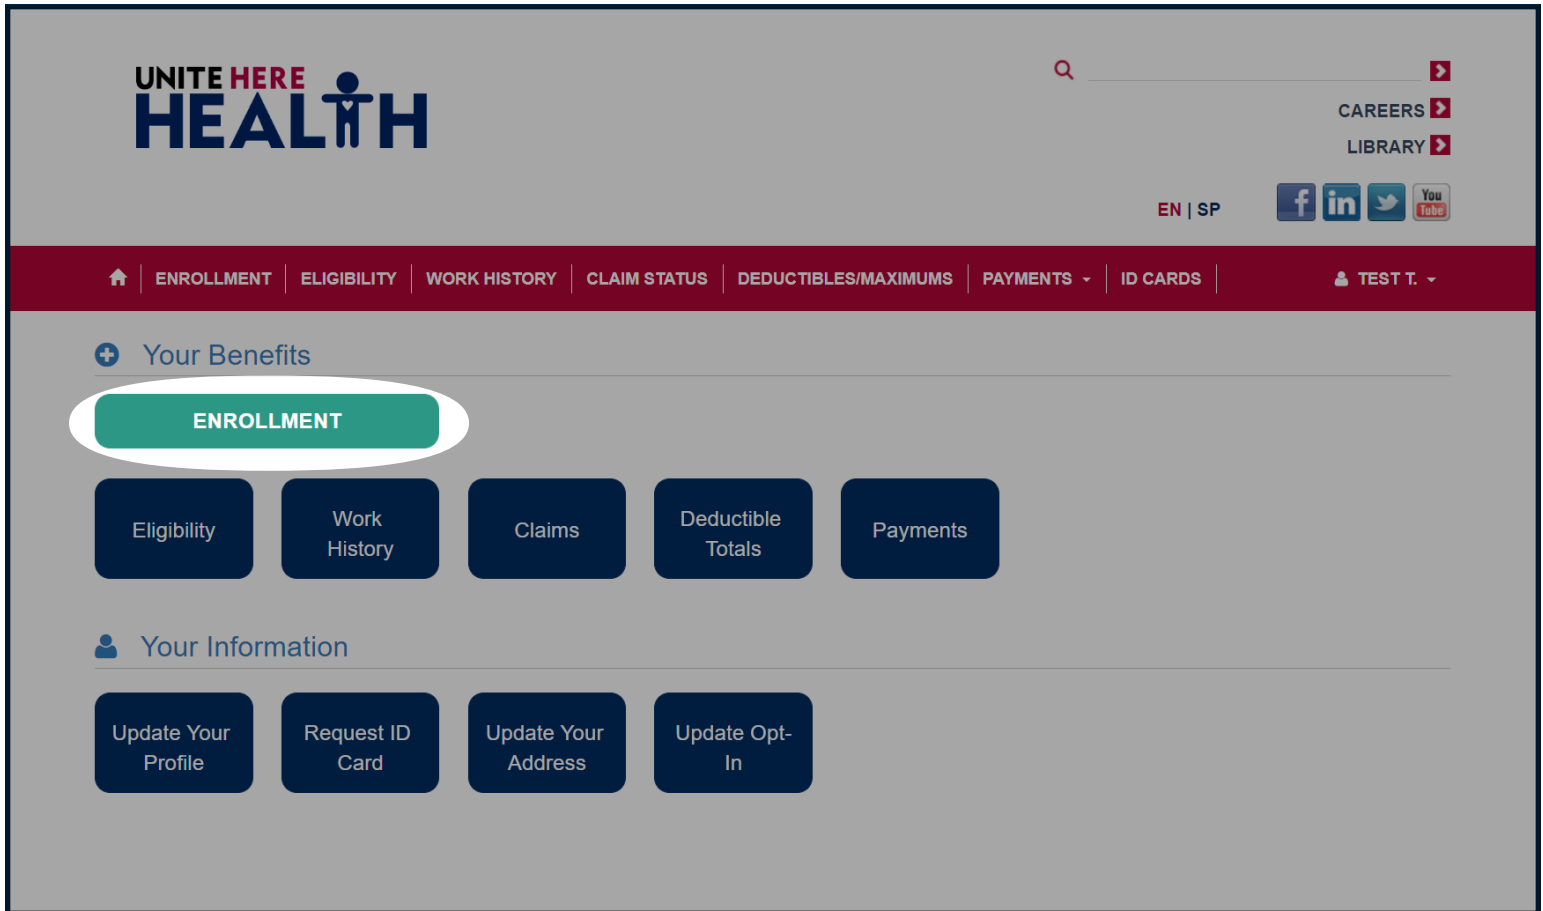 UNITE HERE
HEALTH
CAREERS
LIBRARY
EN | SP
You
Tube
ENROLLMENT
ELIGIBILITY
WORK HISTORY
CLAIM STATUS
DEDUCTIBLES/MAXIMUMS
PAYMENTS
ID CARDS
TEST T.
Your Benefits
ENROLLMENT
Eligibility
Work
History
Claims
Deductible
Totals
Payments
Your Information
Update Your
Profile
Request ID
Card
Update Your
Address
Update Opt-
In